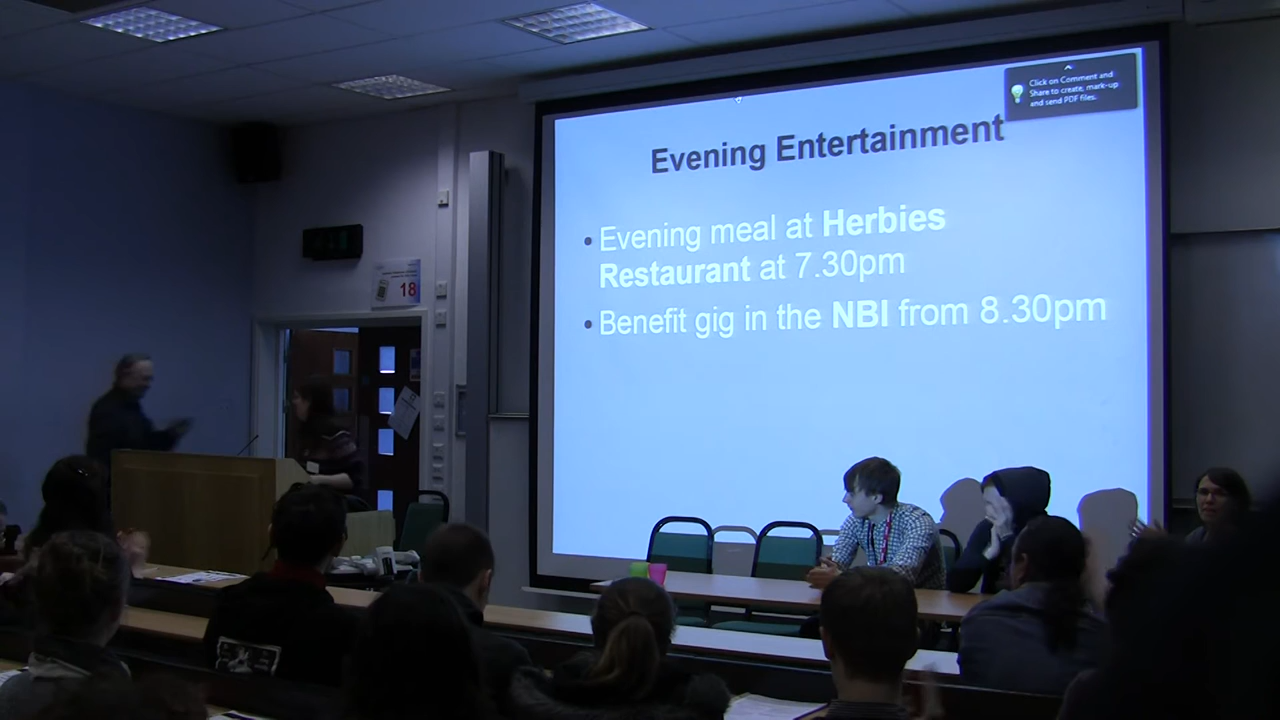 Click on Comment and
Share to create, mark-up
and send PDF files.
Evening Entertainment
• Evening meal at Herbies
Restaurant at 7.30pm
• Benefit gig in the NBI from 8.30pm
18